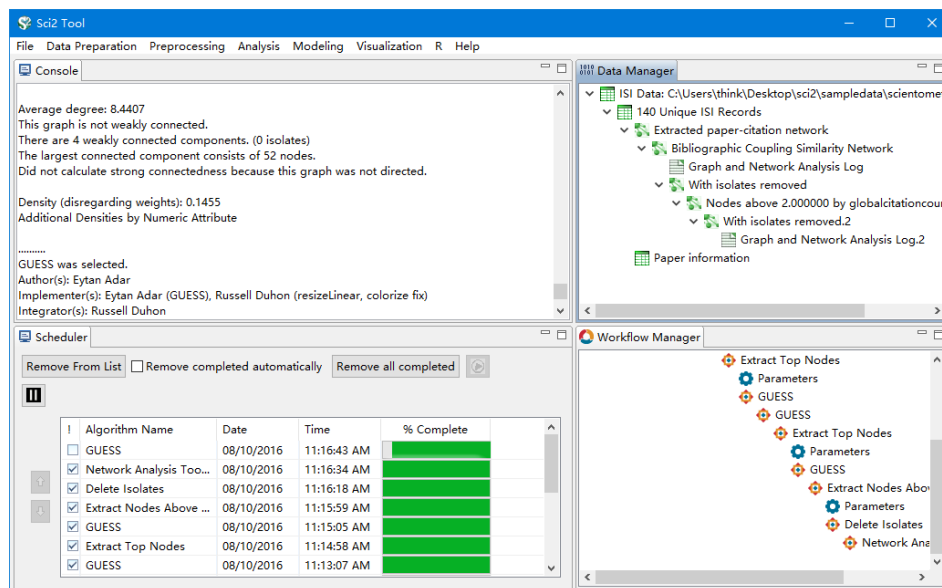 Sci2 Tool
File Data Preparation Preprocessing Analysis Modeling Visualization R Help
Console
Average degree: 8.4407
This graph is not weakly connected.
There are 4 weakly connected components. (0 isolates)
The largest connected component consists of 52 nodes.
Did not calculate strong connectedness because this graph was not directed.
Density (disregarding weights): 0.1455
Additional Densities by Numeric Attribute
..........
GUESS was selected.
Author(s): Eytan Adar
Implementer(s): Eytan Adar (GUESS), Russell Duhon (resizeLinear, colorize fix)
Integrator(s): Russell Duhon
Data Manager
ISI Data: C:\Users\think\Desktop\sci2\sampledata\scientomet
140 Unique ISI Records
Extracted paper-citation network
Bibliographic Coupling Similarity Network
Graph and Network Analysis Log
With isolates removed
Nodes above 2.000000 by globalcitationcou
With isolates removed.2
Graph and Network Analysis Log.2
Paper information
Scheduler
Remove From List Remove completed automatically Remove all completed
! Algorithm Name Date Time % Complete
GUESS 08/10/2016 11:16:43 AM
Network Analysis Too... 08/10/2016 11:16:34 AM
Delete Isolates 08/10/2016 11:16:18 AM
Extract Nodes Above ... 08/10/2016 11:15:59 AM
GUESS 08/10/2016 11:15:05 AM
Extract Top Nodes 08/10/2016 11:14:58 AM
GUESS 08/10/2016 11:13:07 AM
Workflow Manager
Extract Top Nodes
Parameters
GUESS
GUESS
Extract Top Nodes
Parameters
GUESS
Extract Nodes Abov
Parameters
Delete Isolates
Network Ana